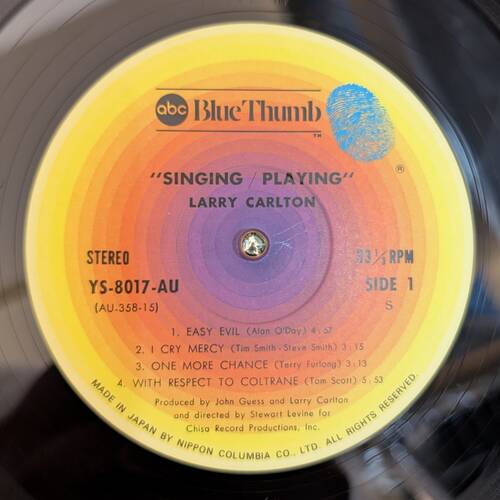 abc Blue Thumb
TM
®
"SINGING / PLAYING"
LARRY CARLTON
STEREO
33 1/3 RPM
YS-8017-AU
SIDE 1
(AU-358-15)
S
1. EASY EVIL (Alan O'Day) 4:57
2. I CRY MERCY (Tim Smith-Steve Smith) 3:15
3. ONE MORE CHANCE (Terry Furlong) 3:13
4. WITH RESPECT TO COLTRANE (Tom Scott) 5:53
Produced by John Guess and Larry Carlton
and directed by Stewart Levine for
Chisa Record Productions, Inc.
MADE IN JAPAN BY NIPPON COLUMBIA CO., LTD. ALL RIGHTS RESERVED.